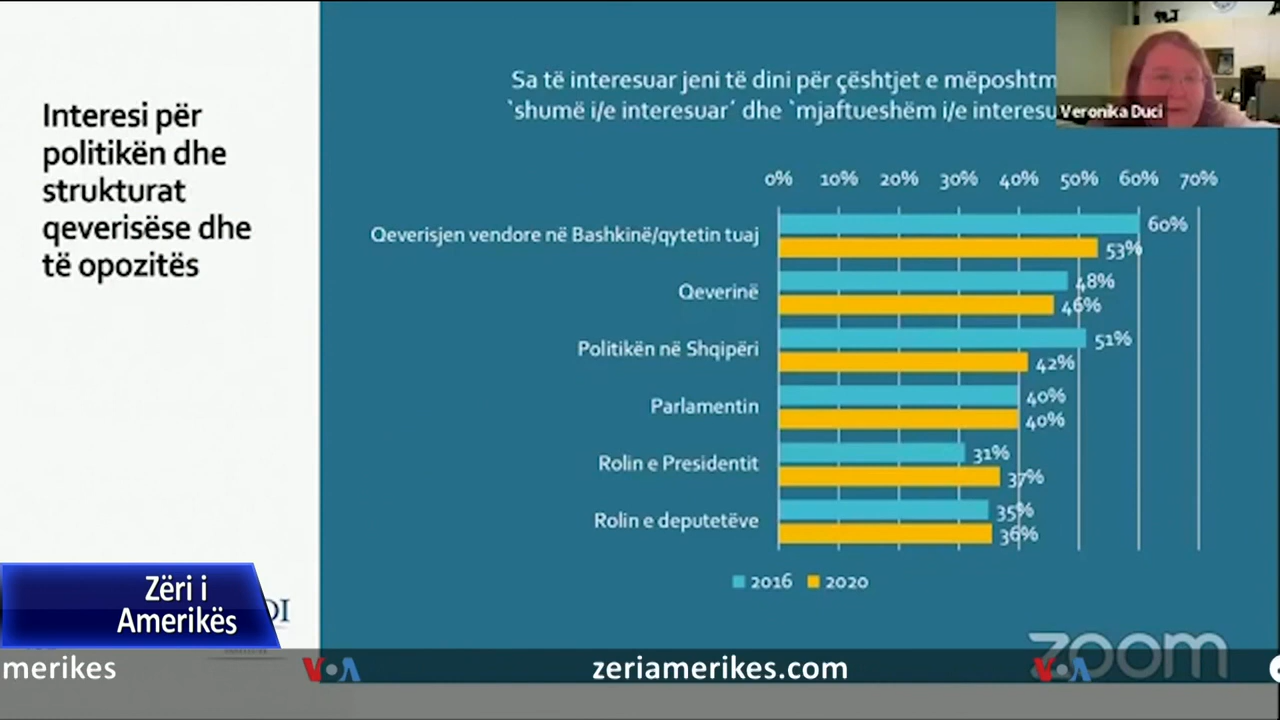 Interesi për
politikën dhe
strukturat
qeverisëse dhe
të opozitës
Sa të interesuar jeni të dini për çështjet e mëposhtm
`shumë i/e interesuar´ dhe `mjaftueshëm i/e interesu
Veronika Duci
0% 10% 20% 30% 40% 50% 60% 70%
Qeverisjen vendore në Bashkinë/qytetin tuaj
60%
53%
Qeverinë
48%
46%
Politikën në Shqipëri
51%
42%
Parlamentin
40%
40%
Rolin e Presidentit
31%
37%
Rolin e deputetëve
35%
36%
2016 2020
Zëri i
Amerikës
DI
zoom
merikes VOA zeriamerikes.com VOA